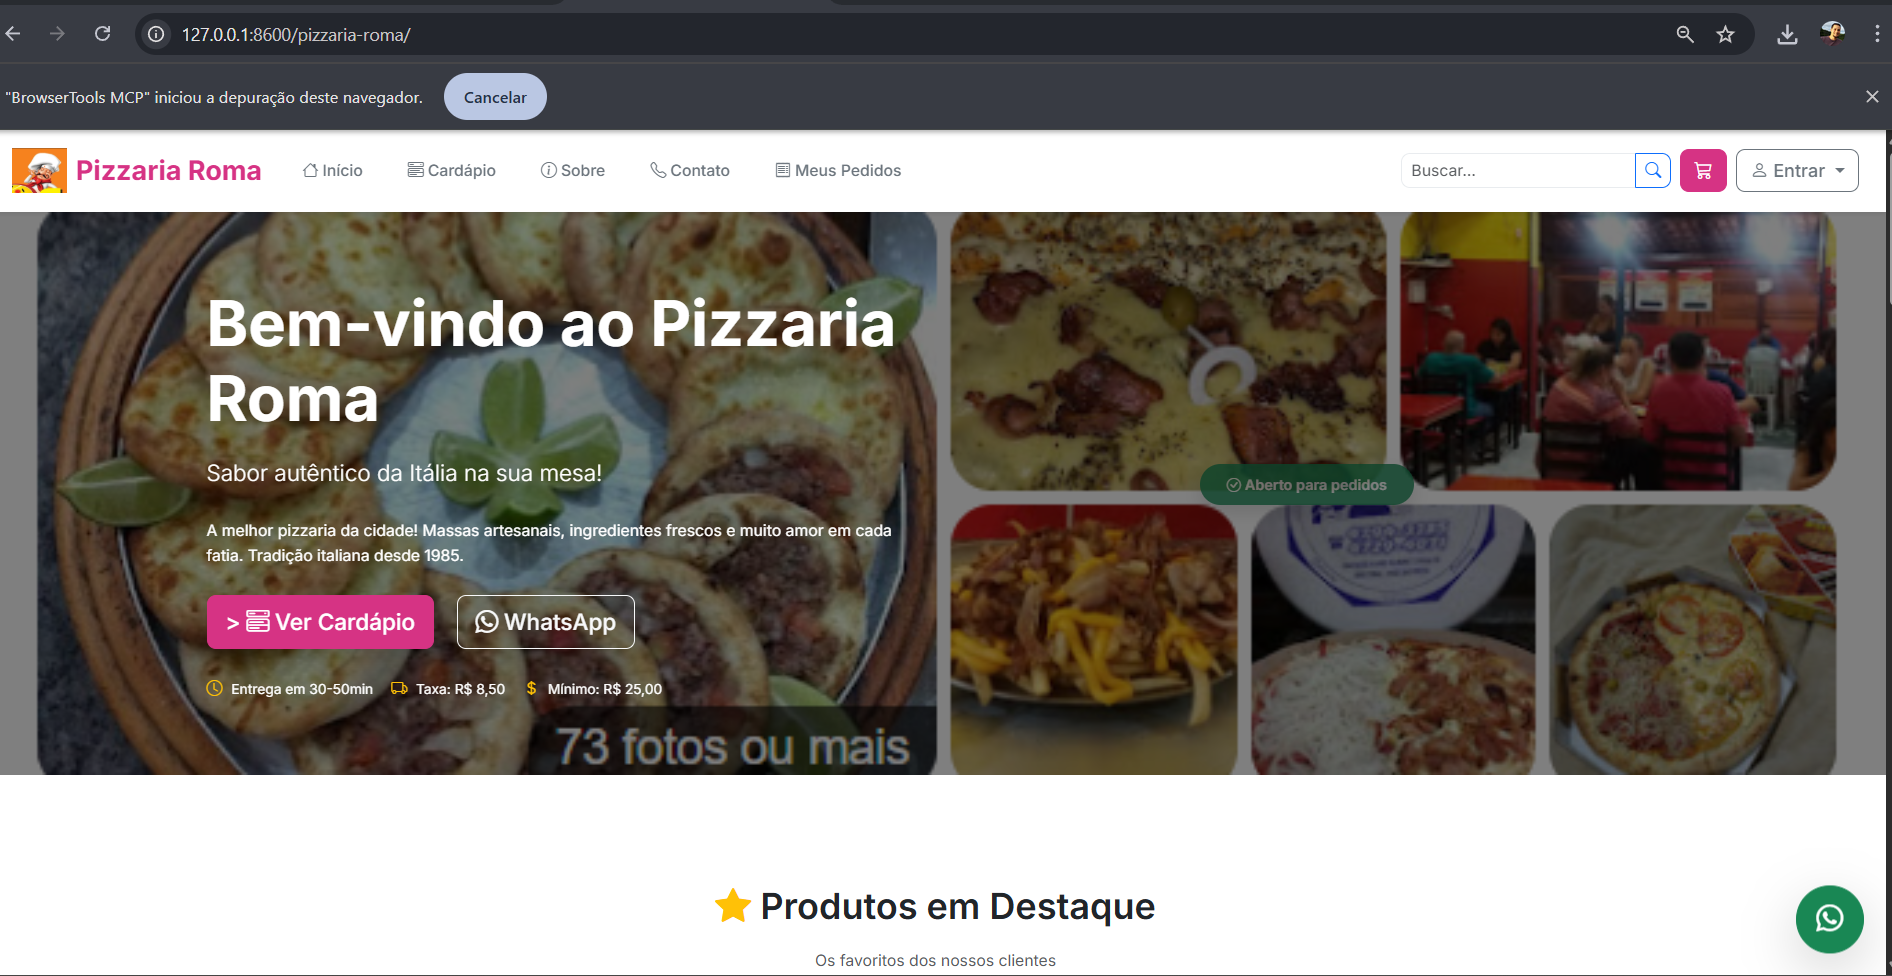 127.0.0.1:8600/pizzaria-roma/
"BrowserTools MCP" iniciou a depuração deste navegador.
Cancelar
Pizzaria Roma
Início
Cardápio
Sobre
Contato
Meus Pedidos
Buscar...
Entrar
Bem-vindo ao Pizzaria
Roma
Sabor autêntico da Itália na sua mesa!
A melhor pizzaria da cidade! Massas artesanais, ingredientes frescos e muito amor em cada
fatia. Tradição italiana desde 1985.
> Ver Cardápio
WhatsApp
Entrega em 30-50min
Taxa: R$ 8,50
$ Mínimo: R$ 25,00
Aberto para pedidos
73 fotos ou mais
Produtos em Destaque
Os favoritos dos nossos clientes